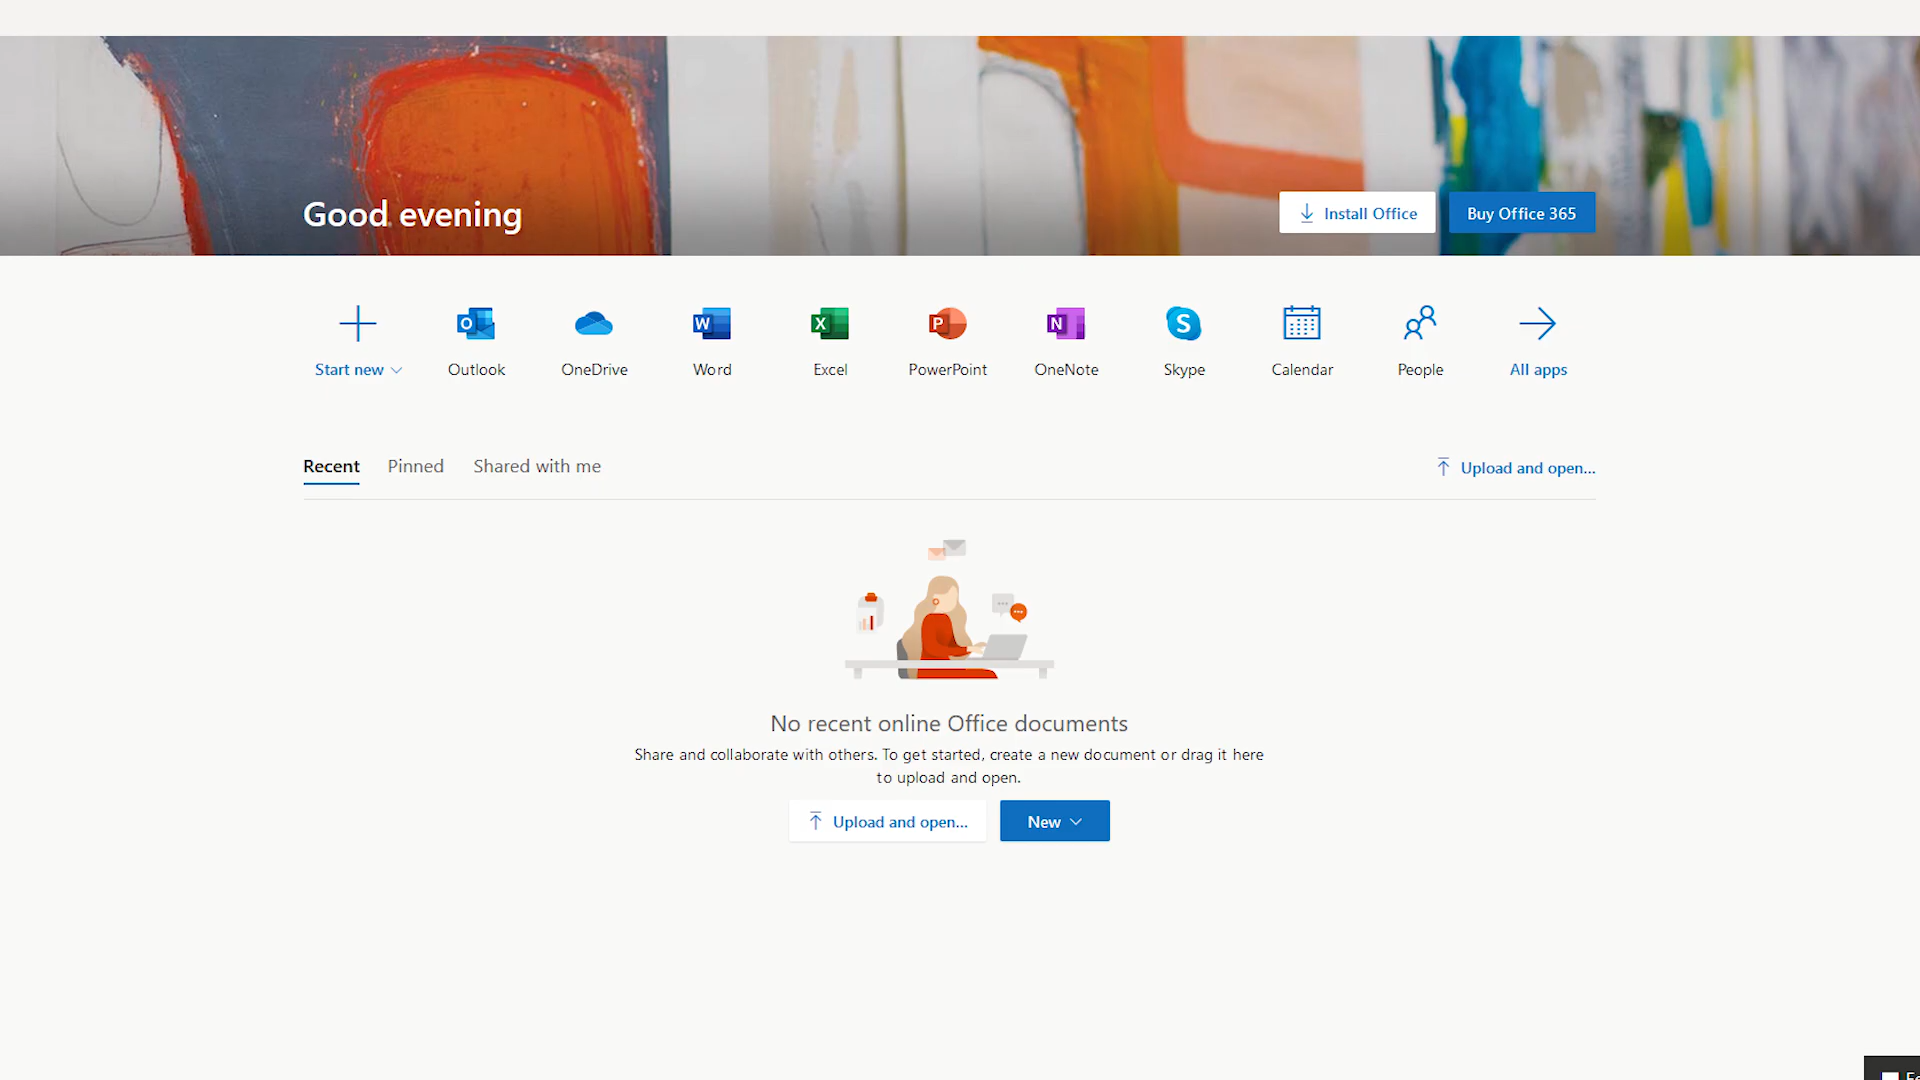 Good evening
Install Office
Buy Office 365
Start new
Outlook
OneDrive
Word
Excel
PowerPoint
OneNote
Skype
Calendar
People
All apps
Recent
Pinned
Shared with me
Upload and open...
No recent online Office documents
Share and collaborate with others. To get started, create a new document or drag it here
to upload and open.
Upload and open...
New